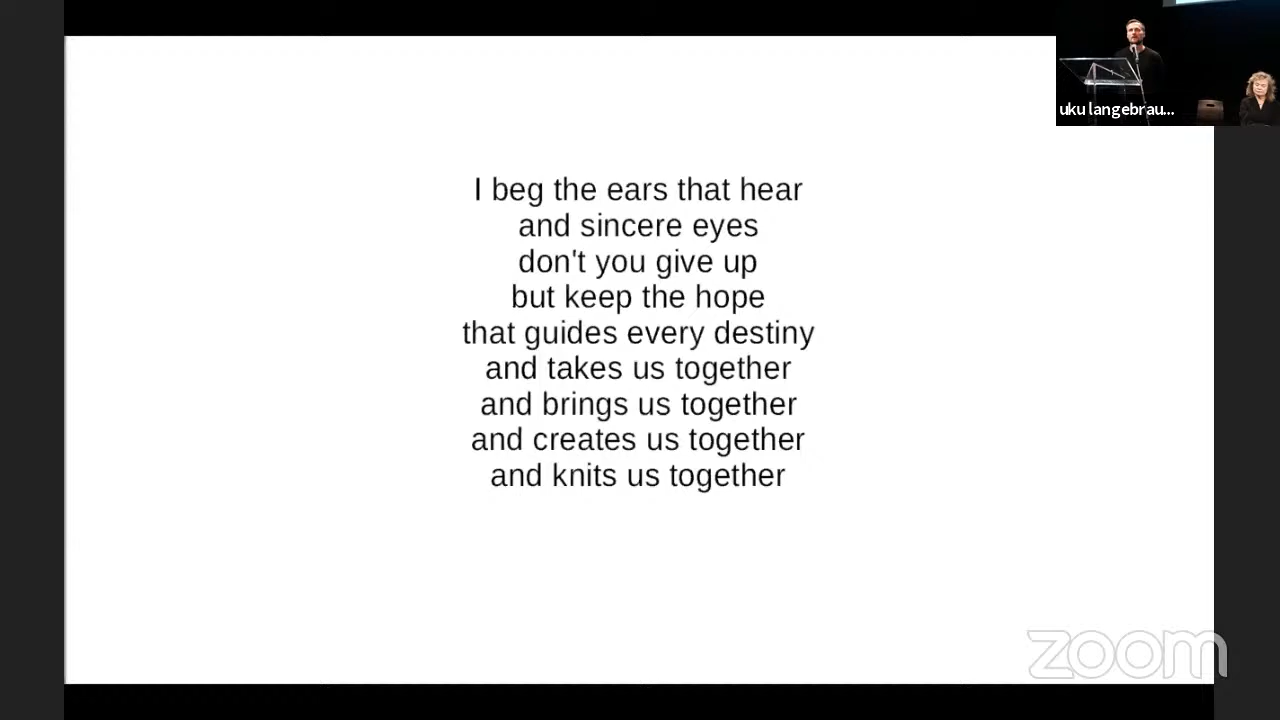 uku langebrau...
I beg the ears that hear
and sincere eyes
don't you give up
but keep the hope
that guides every destiny
and takes us together
and brings us together
and creates us together
and knits us together
zoom